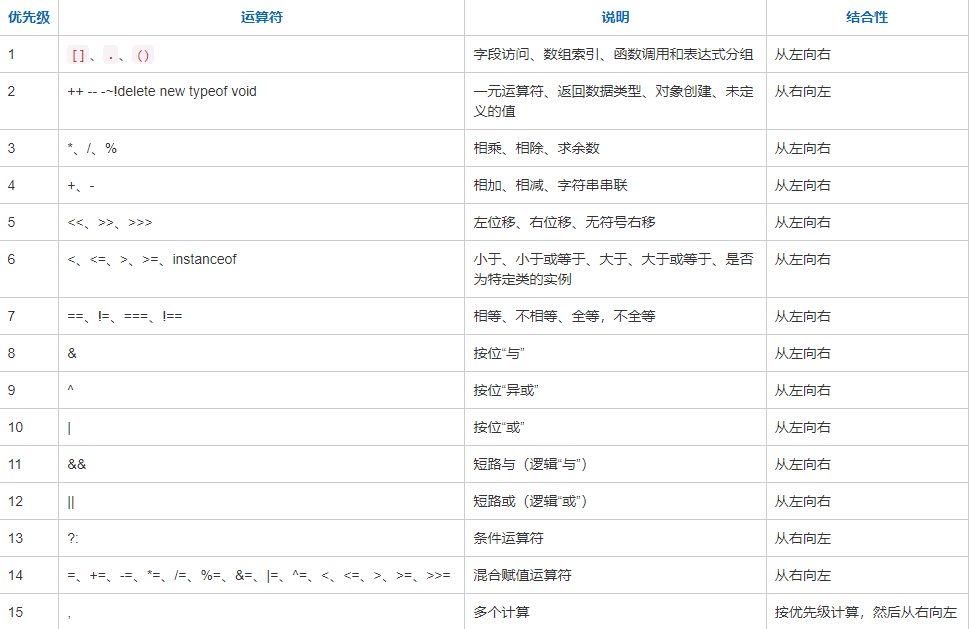 优先级 运算符 说明 结合性
1 []、.、() 字段访问、数组索引、函数调用和表达式分组 从左向右
2 ++ -- -~!delete new typeof void 一元运算符、返回数据类型、对象创建、未定 从右向左
义的值
3 *、/、% 相乘、相除、求余数 从左向右
4 +、- 相加、相减、字符串串联 从左向右
5 <<、>>、>>> 左位移、右位移、无符号右移 从左向右
6 <、<=、>、>=、instanceof 小于、小于或等于、大于、大于或等于、是否 从左向右
为特定类的实例
7 ==、!=、===、!== 相等、不相等、全等，不全等 从左向右
8 & 按位“与” 从左向右
9 ^ 按位“异或” 从左向右
10 | 按位“或” 从左向右
11 && 短路与（逻辑“与”） 从左向右
12 || 短路或（逻辑“或”） 从左向右
13 ?: 条件运算符 从右向左
14 =、+=、-=、*=、/=、%=、&=、|=、^=、<、<=、>、>=、>>= 混合赋值运算符 从右向左
15 , 多个计算 按优先级计算，然后从右向左